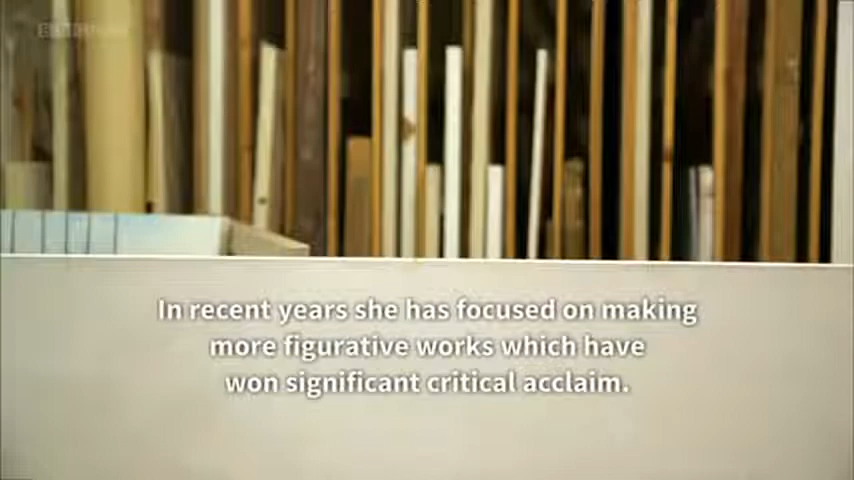 In recent years she has focused on making
more figurative works which have
won significant critical acclaim.